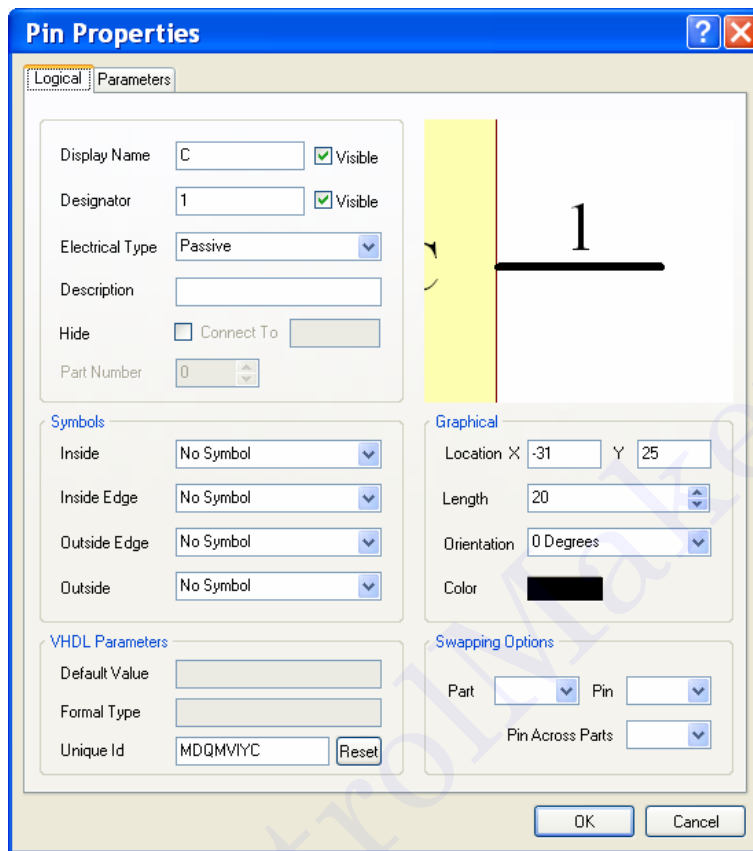 Pin Properties
Logical Parameters
Display Name C Visible
Designator 1 Visible
Electrical Type Passive
Description
Hide Connect To
Part Number 0
C
1
Symbols
Inside No Symbol
Inside Edge No Symbol
Outside Edge No Symbol
Outside No Symbol
Graphical
Location X -31 Y 25
Length 20
Orientation 0 Degrees
Color
VHDL Parameters
Default Value
Formal Type
Unique Id MDQMVIYC Reset
Swapping Options
Part Pin
Pin Across Parts
OK Cancel